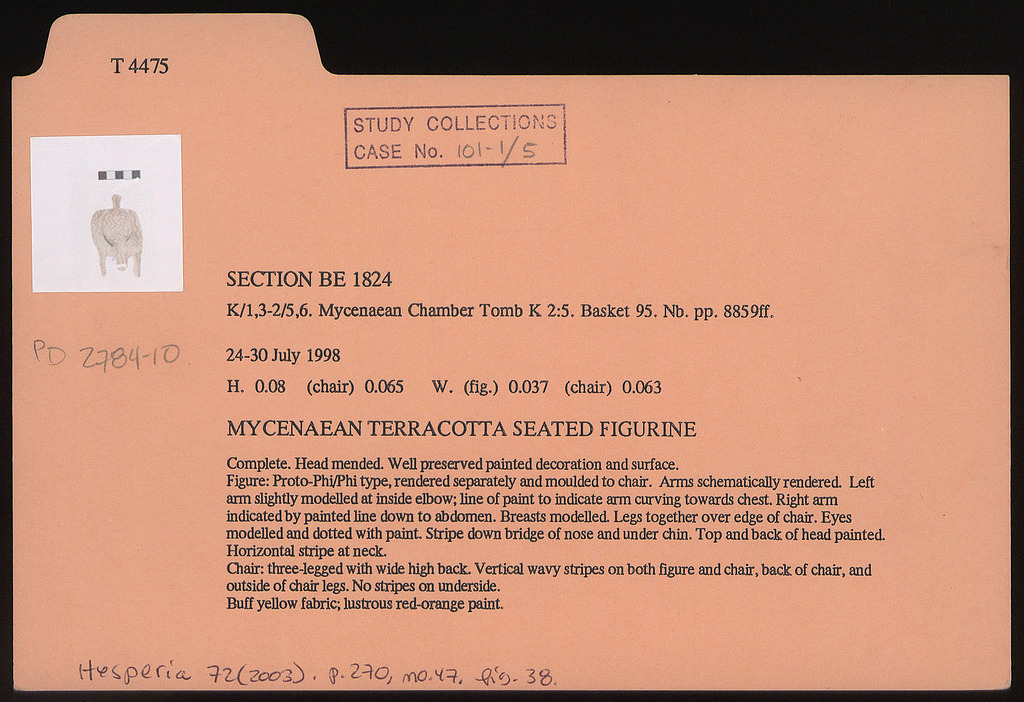 T 4475
STUDY COLLECTIONS
CASE No. 101-1/5
SECTION BE 1824
K/1,3-2/5,6. Mycenaean Chamber Tomb K 2:5. Basket 95. Nb. pp. 8859ff.
PD 2784-10.
24-30 July 1998
H. 0.08 (chair) 0.065 W. (fig.) 0.037 (chair) 0.063
MYCENAEAN TERRACOTTA SEATED FIGURINE
Complete. Head mended. Well preserved painted decoration and surface.
Figure: Proto-Phi/Phi type, rendered separately and moulded to chair. Arms schematically rendered. Left
arm slightly modelled at inside elbow; line of paint to indicate arm curving towards chest. Right arm
indicated by painted line down to abdomen. Breasts modelled. Legs together over edge of chair. Eyes
modelled and dotted with paint. Stripe down bridge of nose and under chin. Top and back of head painted.
Horizontal stripe at neck.
Chair: three-legged with wide high back. Vertical wavy stripes on both figure and chair, back of chair, and
outside of chair legs. No stripes on underside.
Buff yellow fabric; lustrous red-orange paint.
Hesperia 72(2003). p.270, no.47. fig. 38.